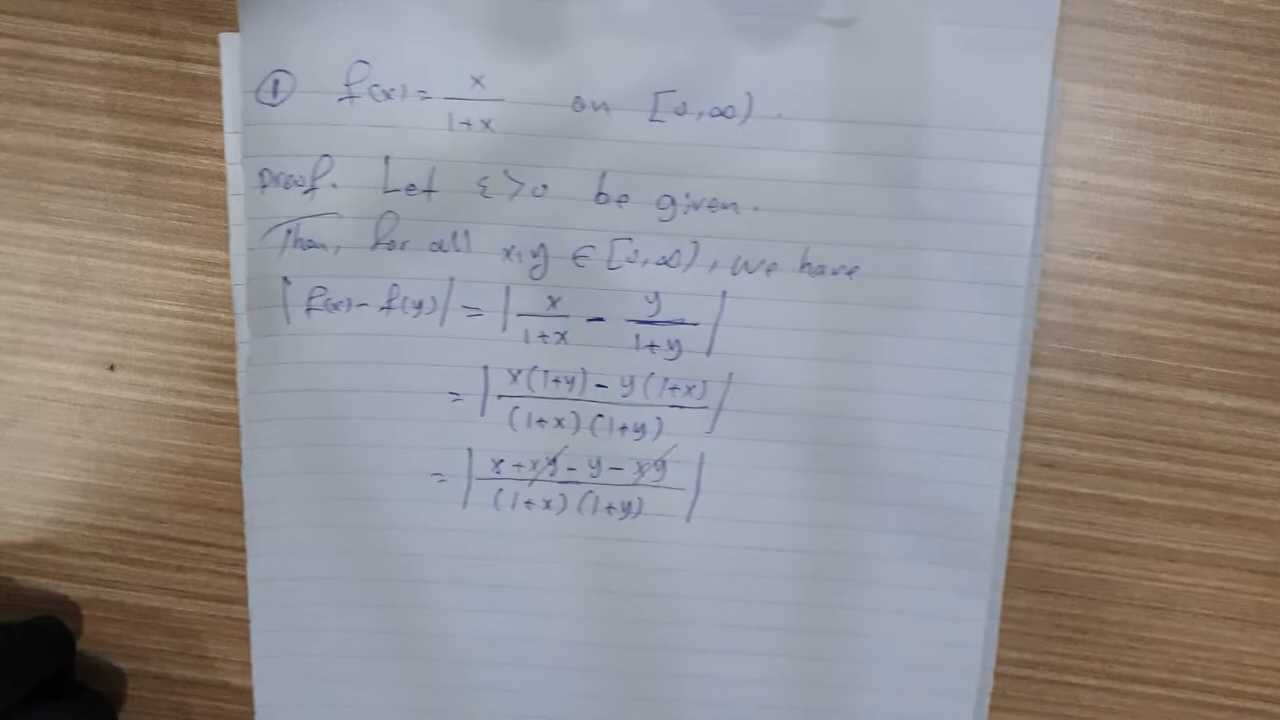 ① f(x) = x/(1+x) on [0,∞).
proof. Let ε>0 be given.
Then, for all x,y ∈ [0,∞), we have
|f(x) - f(y)| = | x/(1+x) - y/(1+y) |
= | (x(1+y) - y(1+x))/((1+x)(1+y)) |
= | (x+xy - y - xy)/((1+x)(1+y)) |